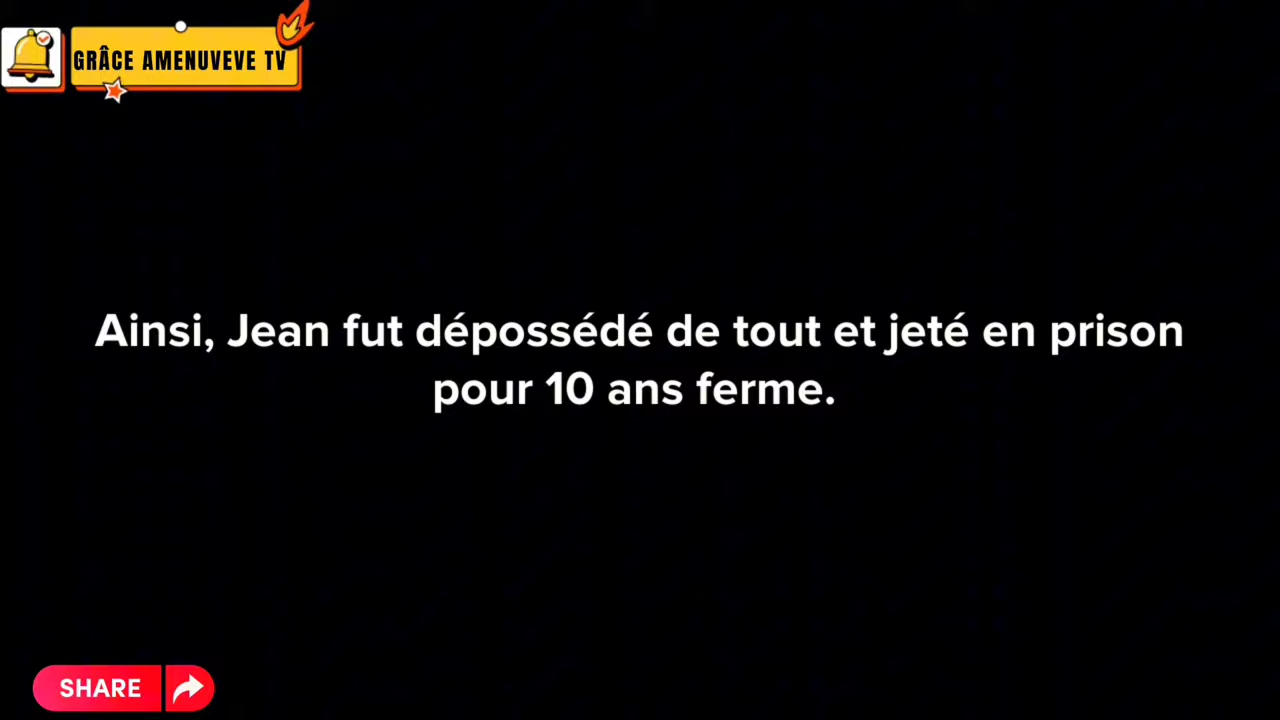 GRÂCE AMENUVEVE TV
Ainsi, Jean fut dépossédé de tout et jeté en prison
pour 10 ans ferme.
SHARE